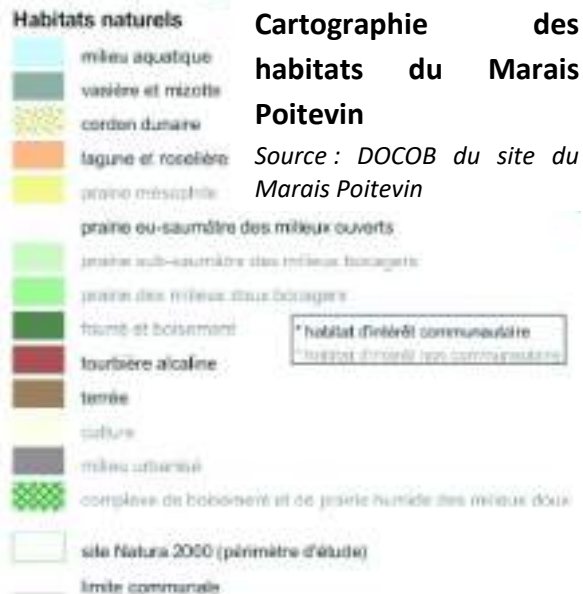 Habitats naturels
Cartographie des
habitats du Marais
Poitevin
Source : DOCOB du site du
Marais Poitevin
milieu aquatique
vasière et mizotte
cordon dunaire
lagune et roselière
prairie mésophile
prairie eu-saumâtre des milieux ouverts
prairie sub-saumâtre des milieux bocagers
prairie des milieux doux bocagers
fourré et boisement
tourbière alcaline
terrée
culture
milieu urbanisé
complexe de boisement et de prairie humide des milieux doux
* habitat d'intérêt communautaire
* habitat d'intérêt non communautaire
site Natura 2000 (périmètre d'étude)
limite communale